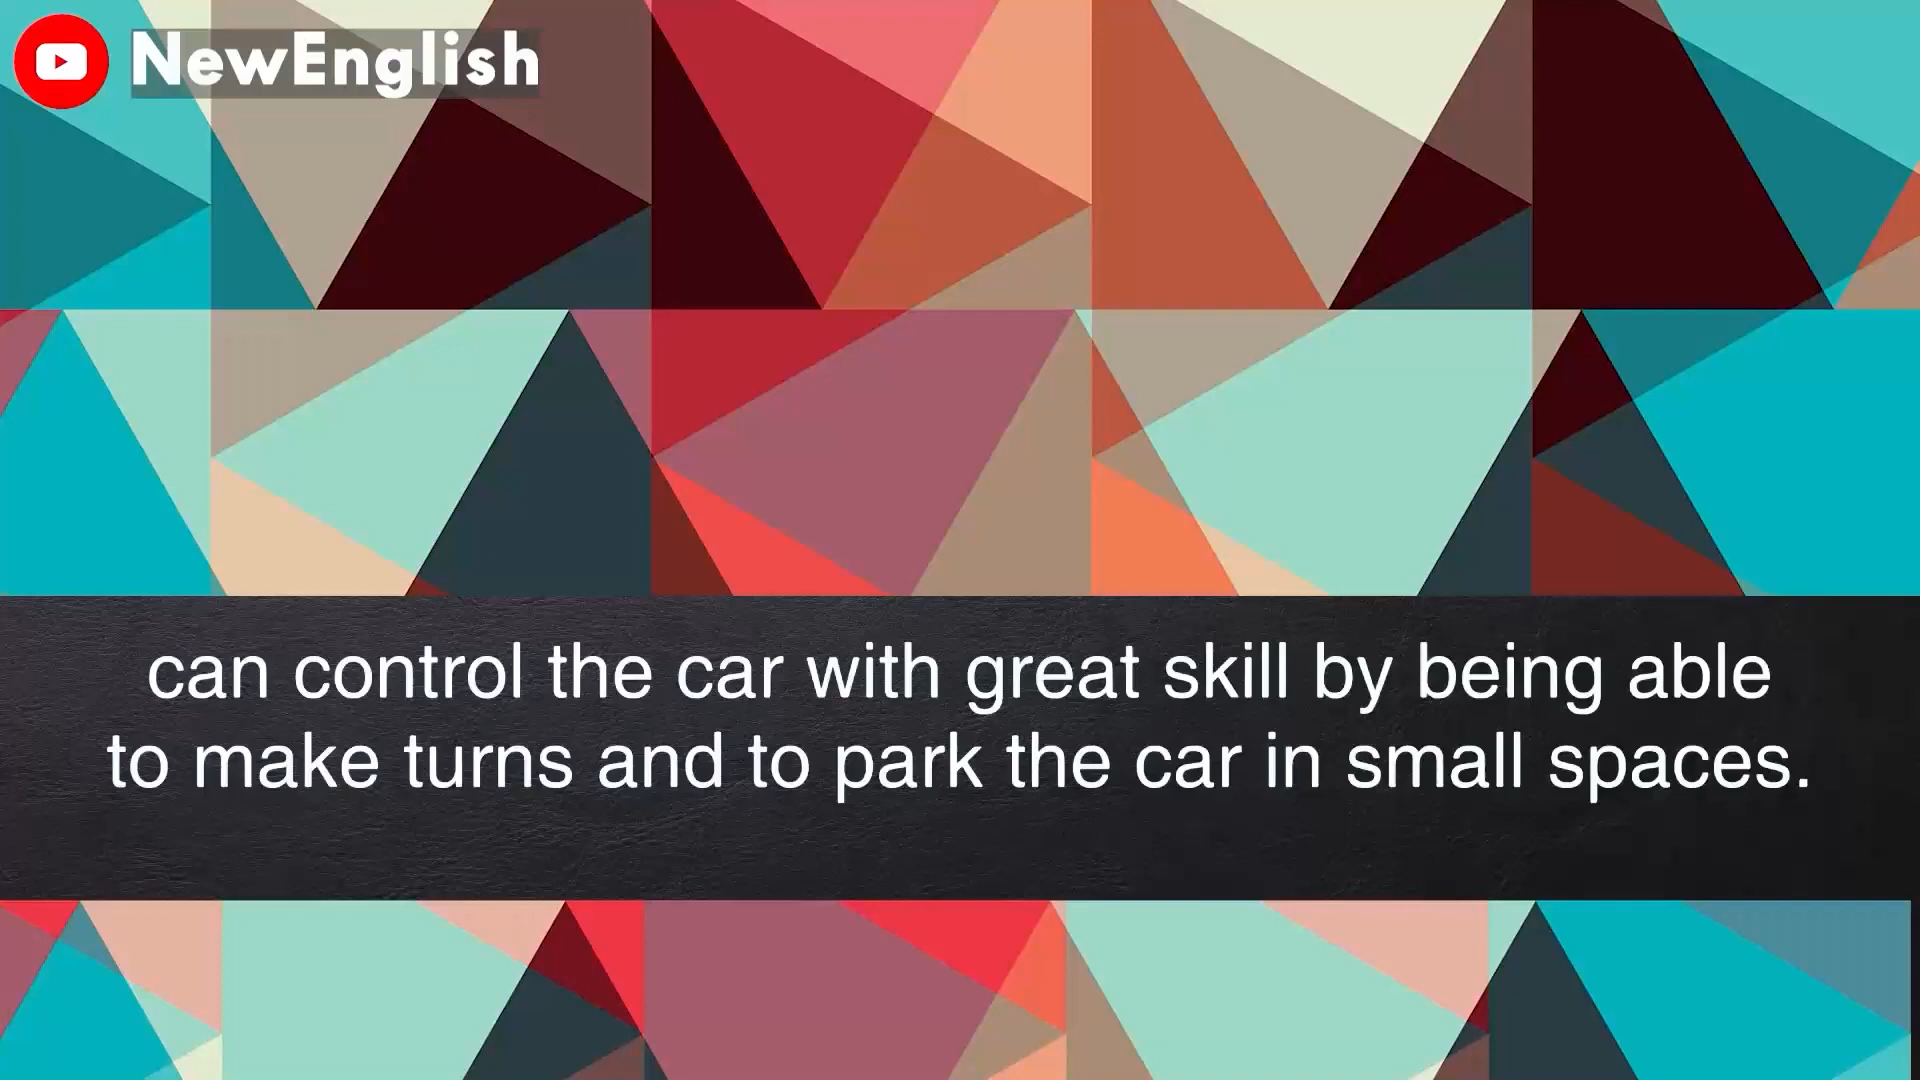 NewEnglish
can control the car with great skill by being able
to make turns and to park the car in small spaces.